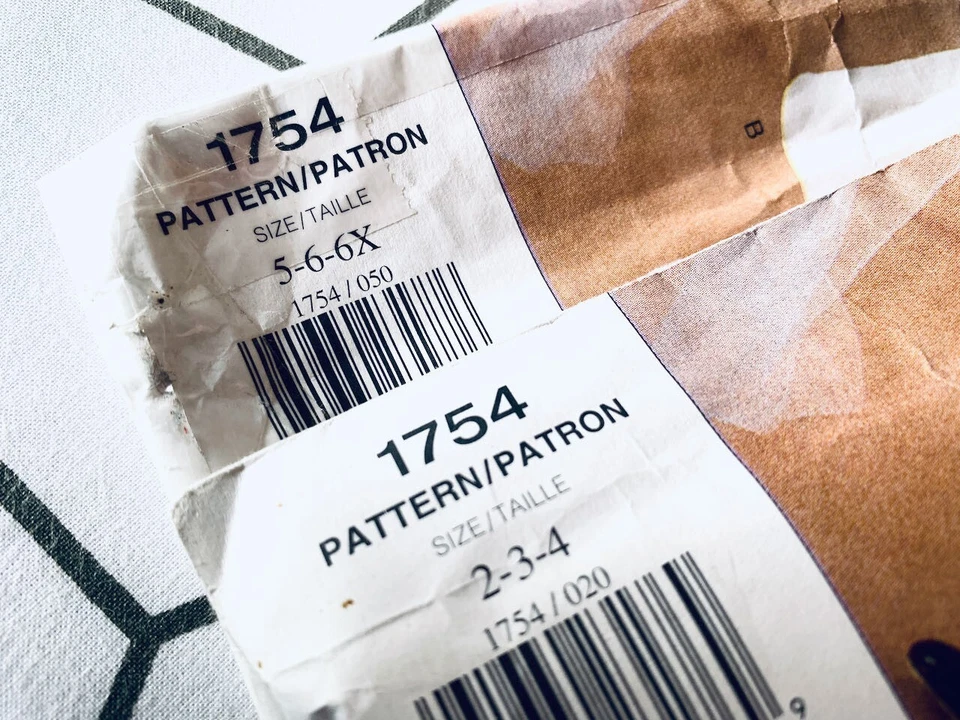 1754
PATTERN/PATRON
SIZE/TAILLE
5-6-6X
1754 / 050
B
1754
PATTERN/PATRON
SIZE/TAILLE
2-3-4
1754 / 020
9